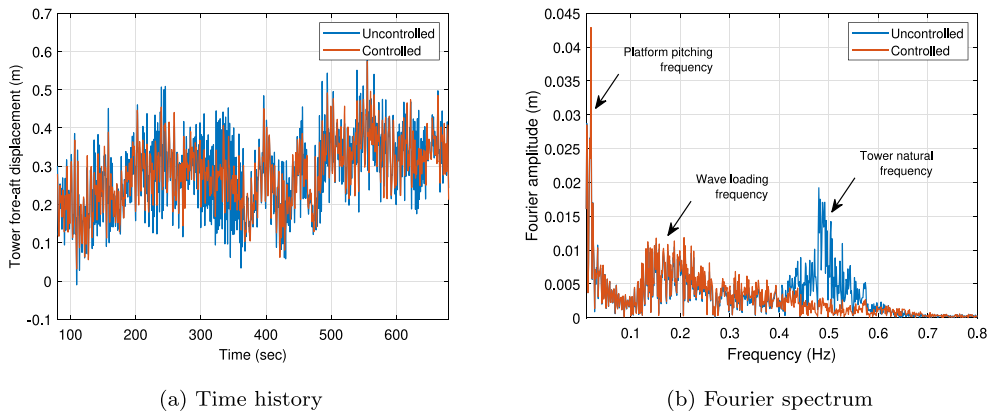 0.7
0.6
0.5
0.4
0.3
0.2
0.1
0
-0.1
Tower fore-aft displacement (m)
100 200 300 400 500 600
Time (sec)
Uncontrolled
Controlled
(a) Time history
0.045
0.04
0.035
0.03
0.025
0.02
0.015
0.01
0.005
0
Fourier amplitude (m)
0.1 0.2 0.3 0.4 0.5 0.6 0.7 0.8
Frequency (Hz)
Uncontrolled
Controlled
Platform pitching
frequency
Wave loading
frequency
Tower natural
frequency
(b) Fourier spectrum